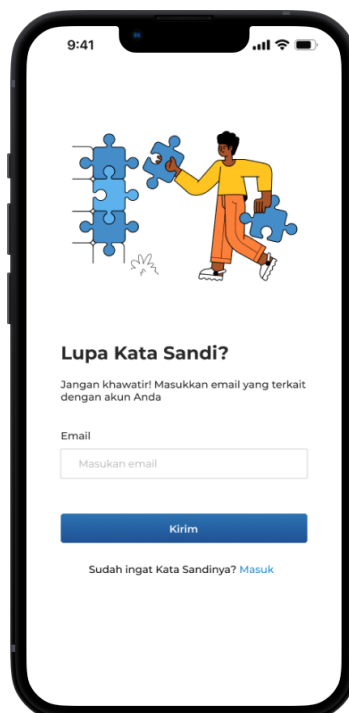 9:41
Lupa Kata Sandi?
Jangan khawatir! Masukkan email yang terkait
dengan akun Anda
Email
Masukan email
Kirim
Sudah ingat Kata Sandinya? Masuk